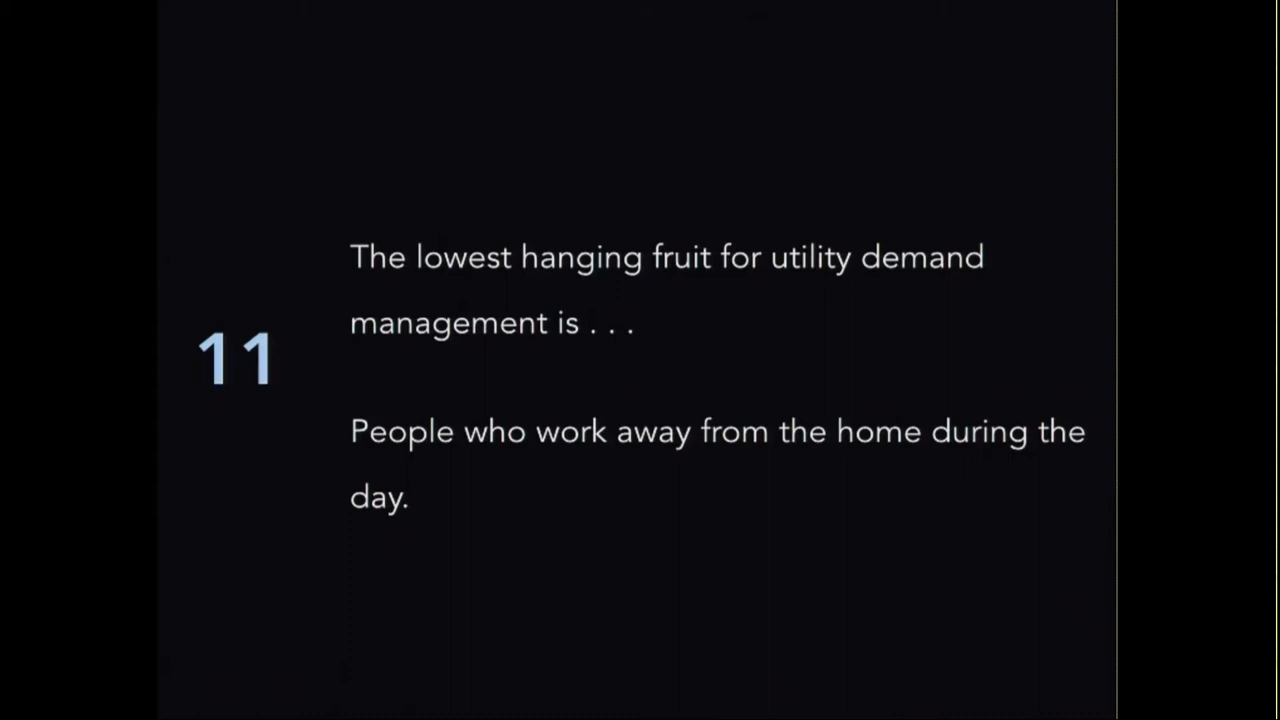 11
The lowest hanging fruit for utility demand
management is . . .
People who work away from the home during the
day.